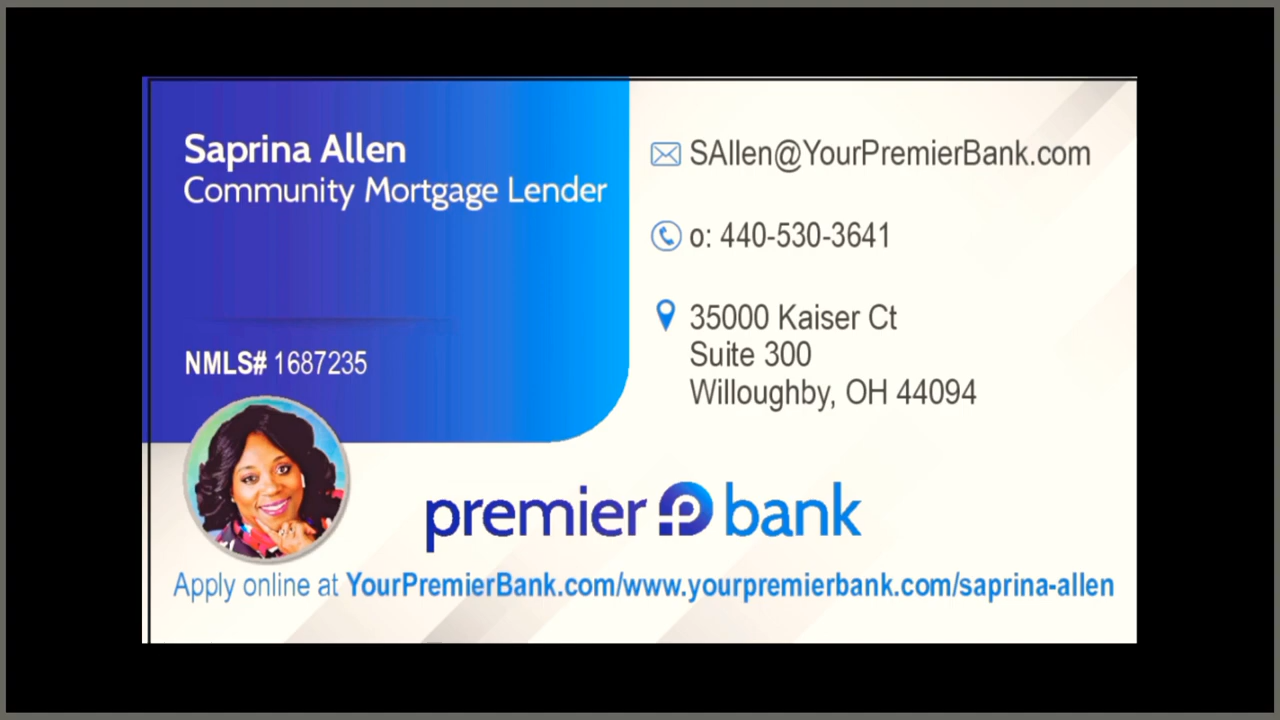 Saprina Allen
Community Mortgage Lender
NMLS# 1687235
SAllen@YourPremierBank.com
o: 440-530-3641
35000 Kaiser Ct
Suite 300
Willoughby, OH 44094
premier bank
Apply online at YourPremierBank.com/www.yourpremierbank.com/saprina-allen